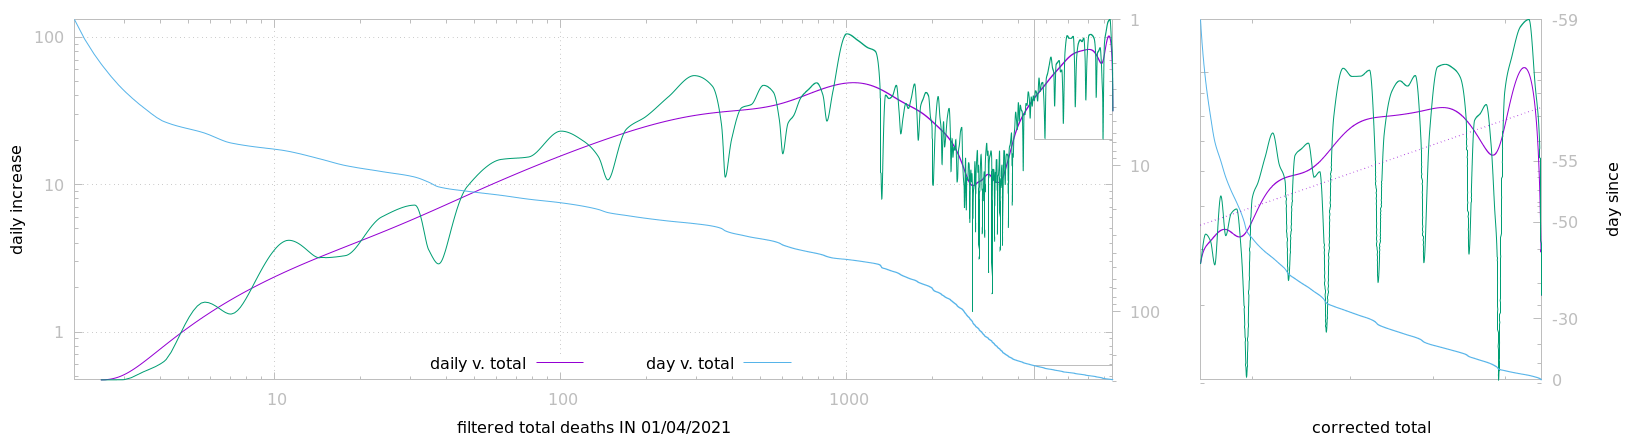 daily increase
100
10
1
daily v. total
day v. total
10
100
1000
filtered total deaths IN 01/04/2021
1
10
100
-59
-55
-50
-30
0
day since
corrected total